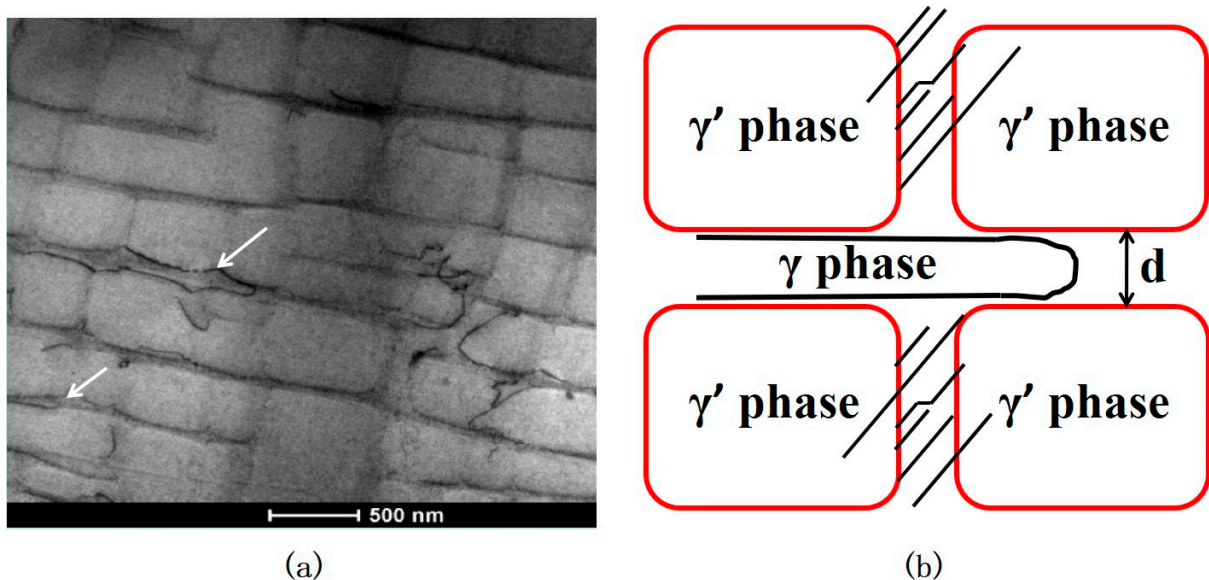 γ′ phase γ′ phase
γ phase d
γ′ phase γ′ phase
500 nm
(a) (b)